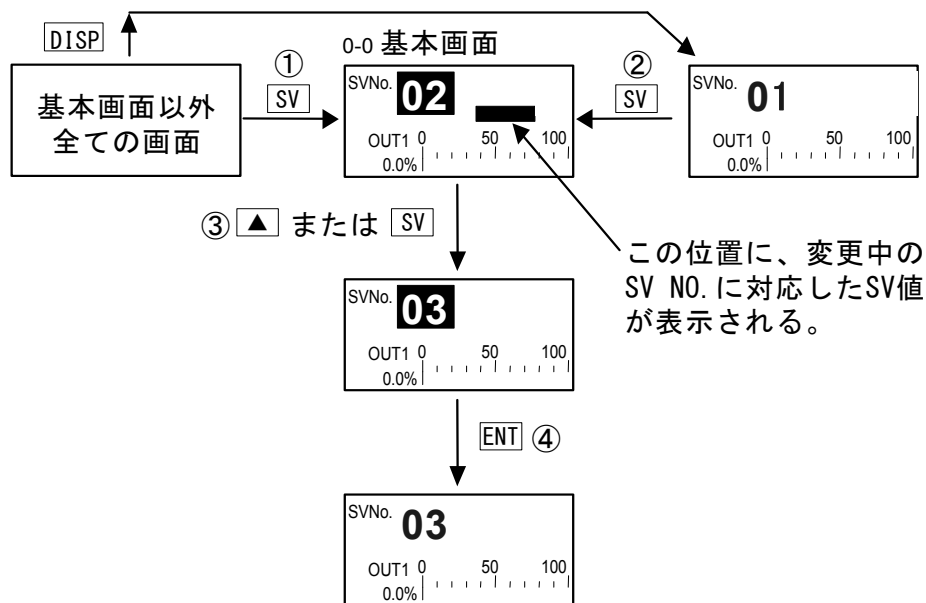 DISP
0-0 基本画面
基本画面以外
全ての画面
①
SV
SVNo. 02
OUT1 0 50 100
0.0%
②
SV
SVNo. 01
OUT1 0 50 100
0.0%
③ ▲ または SV
この位置に、変更中の
SV NO.に対応したSV値
が表示される。
SVNo. 03
OUT1 0 50 100
0.0%
ENT ④
SVNo. 03
OUT1 0 50 100
0.0%